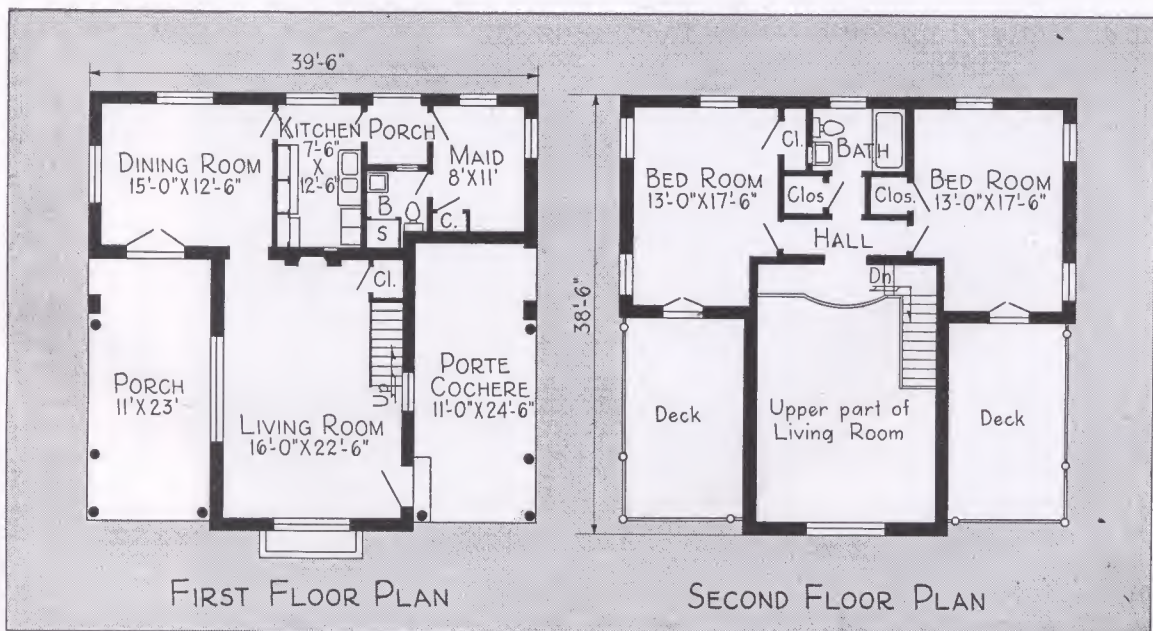 39'-6"
DINING ROOM
15'-0"X12'-6"
KITCHEN
7'-6"
X
12'-6"
PORCH
MAID
8'X11'
B
S
C.
Cl.
PORCH
11'X23'
Up
LIVING ROOM
16'-0"X22'-6"
PORTE
COCHERE
11'-0"X24'-6"
FIRST FLOOR PLAN
38'-6"
BED ROOM
13'-0"X17'-6"
Cl.
BATH
Clos
Clos.
BED ROOM
13'-0"X17'-6"
HALL
Dn.
Deck
Upper part of
Living Room
Deck
SECOND FLOOR PLAN